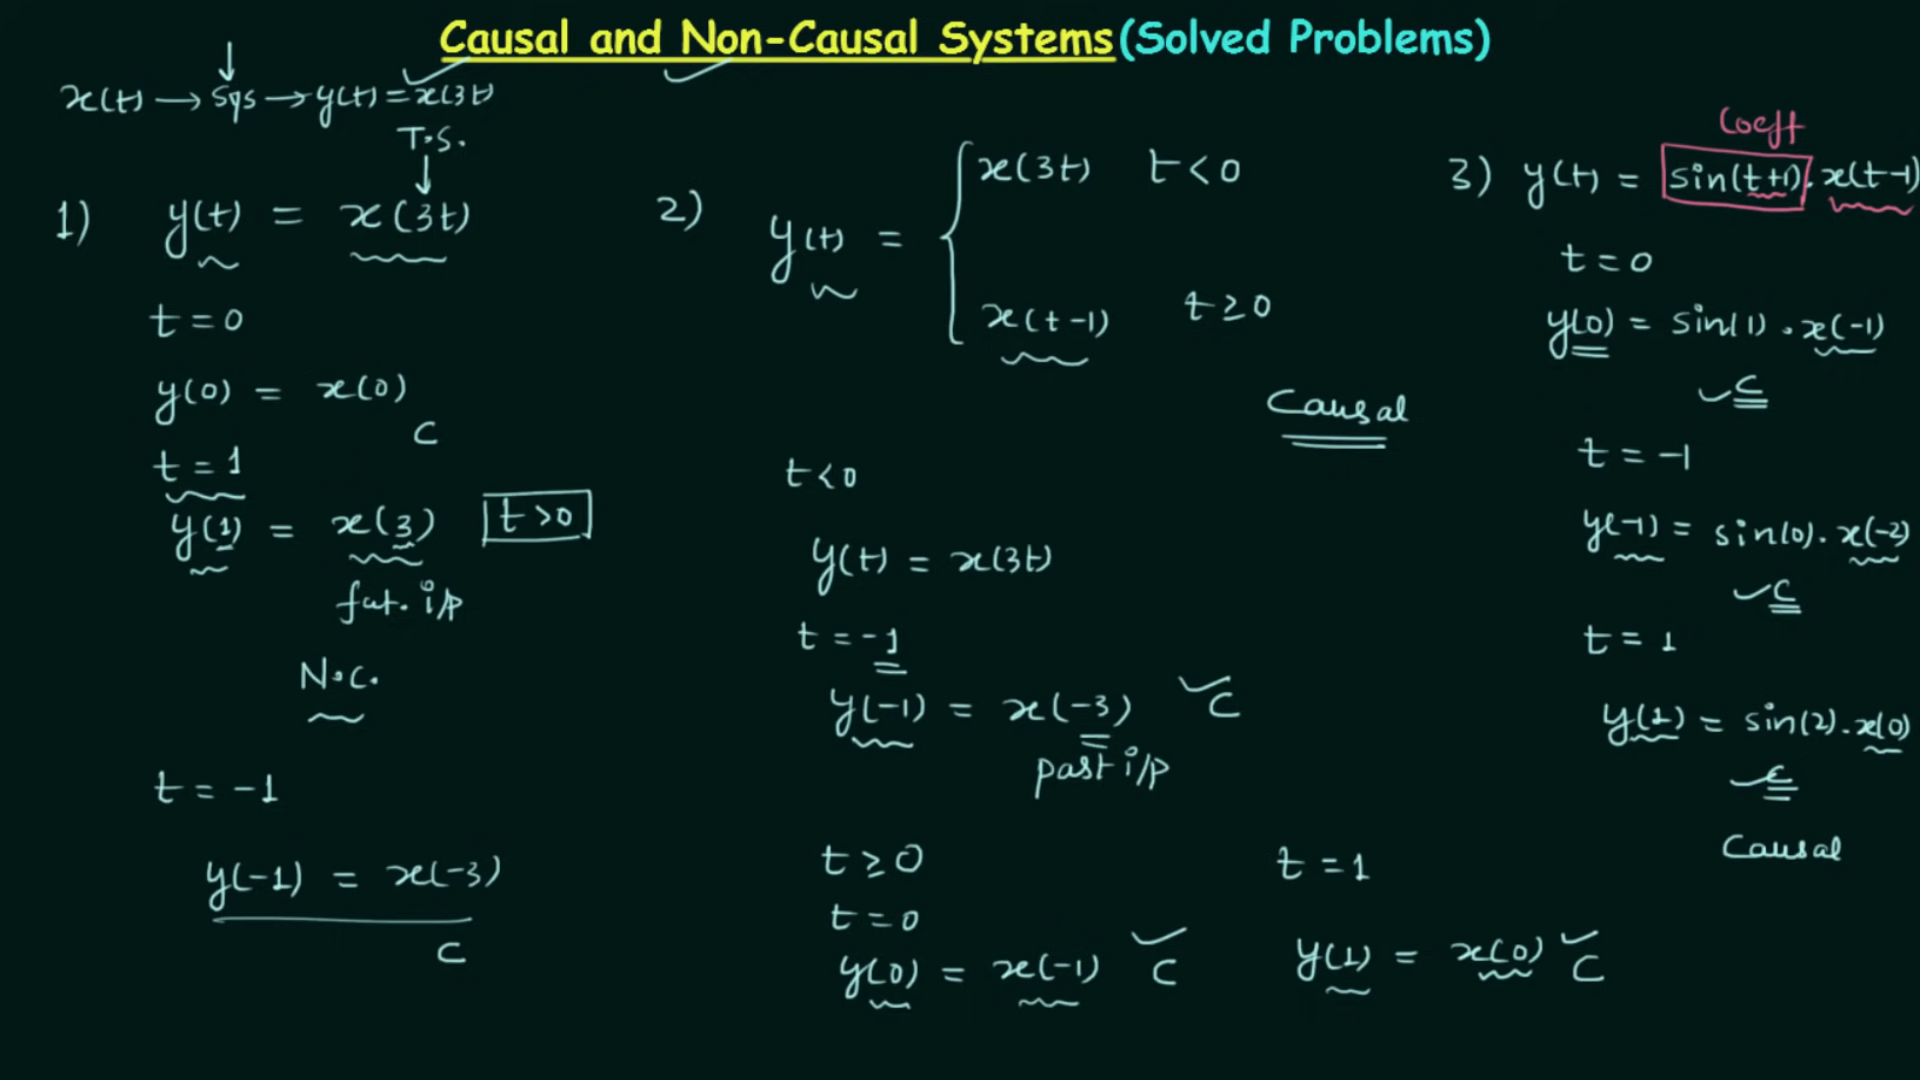 Causal and Non-Causal Systems (Solved Problems)
x(t) → Sys → y(t) = x(3t)
T.S.
1) y(t) = x(3t)
t = 0
y(0) = x(0)
C
t = 1
y(1) = x(3) t > 0
fut. i/p
N.C.
t = -1
y(-1) = x(-3)
C
2) y(t) = { x(3t) t < 0
x(t-1) t ≥ 0
Causal
t < 0
y(t) = x(3t)
t = -1
y(-1) = x(-3) ✓ C
past i/p
t ≥ 0
t = 0
y(0) = x(-1) ✓ C
t = 1
y(1) = x(0) ✓ C
Coeff
3) y(t) = sin(t+1). x(t-1)
t = 0
y(0) = sin(1) . x(-1)
✓ C
t = -1
y(-1) = sin(0). x(-2)
✓ C
t = 1
y(1) = sin(2). x(0)
✓ C
Causal